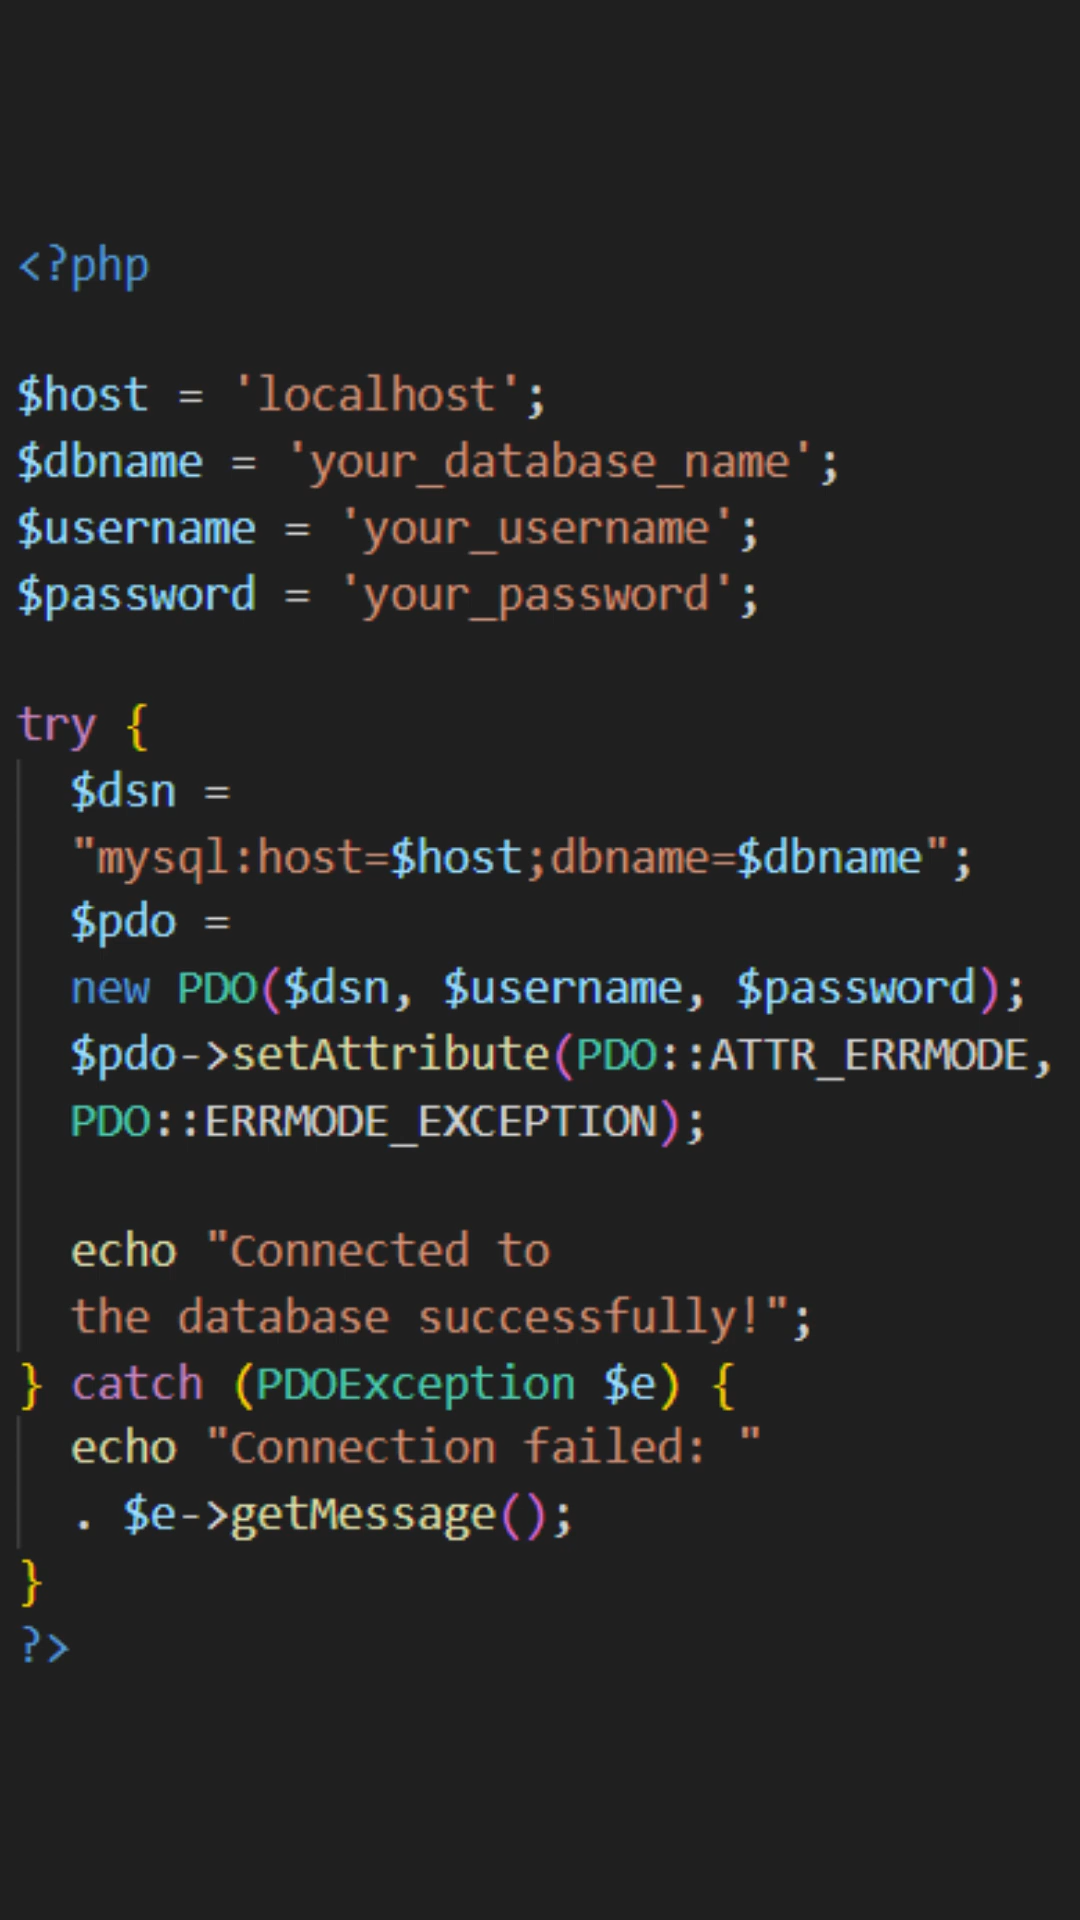 <?php
$host = 'localhost';
$dbname = 'your_database_name';
$username = 'your_username';
$password = 'your_password';
try {
$dsn =
"mysql:host=$host;dbname=$dbname";
$pdo =
new PDO($dsn, $username, $password);
$pdo->setAttribute(PDO::ATTR_ERRMODE,
PDO::ERRMODE_EXCEPTION);
echo "Connected to
the database successfully!";
} catch (PDOException $e) {
echo "Connection failed: "
. $e->getMessage();
}
?>